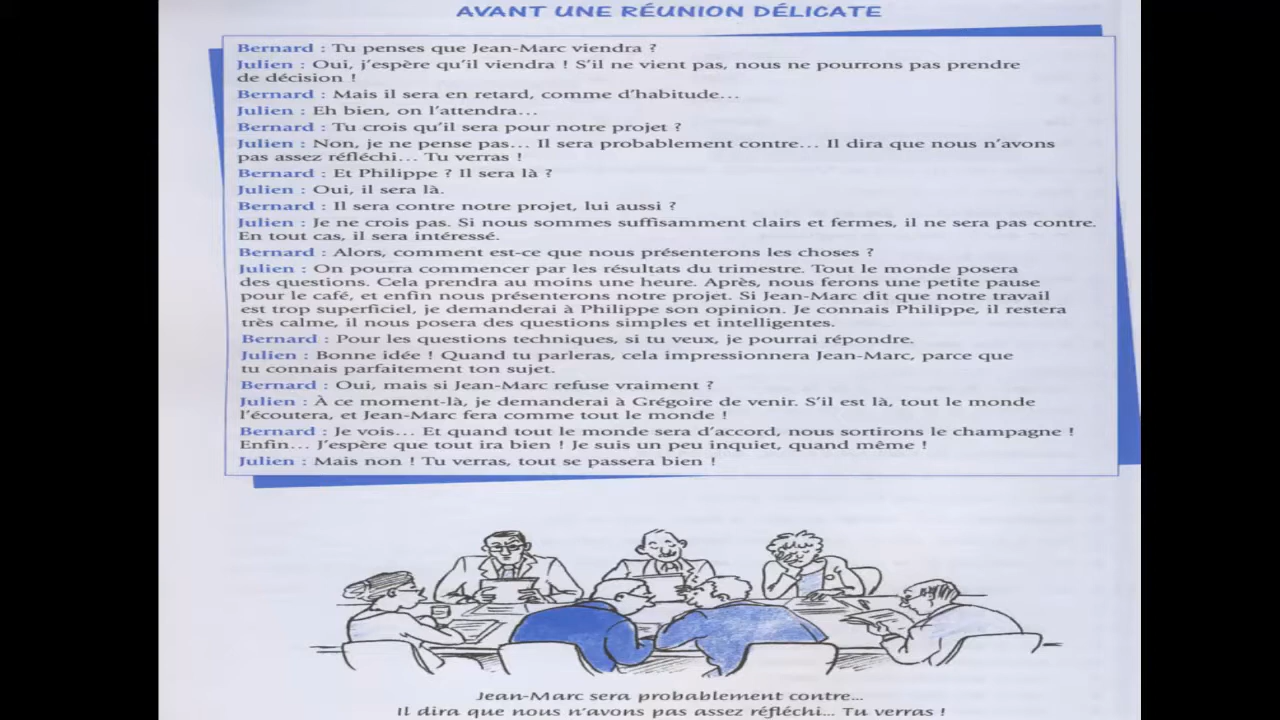 AVANT UNE RÉUNION DÉLICATE
Bernard : Tu penses que Jean-Marc viendra ?
Julien : Oui, j'espère qu'il viendra ! S'il ne vient pas, nous ne pourrons pas prendre
de décision !
Bernard : Mais il sera en retard, comme d'habitude...
Julien : Eh bien, on l'attendra...
Bernard : Tu crois qu'il sera pour notre projet ?
Julien : Non, je ne pense pas... Il sera probablement contre... Il dira que nous n'avons
pas assez réfléchi... Tu verras !
Bernard : Et Philippe ? Il sera là ?
Julien : Oui, il sera là.
Bernard : Il sera contre notre projet, lui aussi ?
Julien : Je ne crois pas. Si nous sommes suffisamment clairs et fermes, il ne sera pas contre.
En tout cas, il sera intéressé.
Bernard : Alors, comment est-ce que nous présenterons les choses ?
Julien : On pourra commencer par les résultats du trimestre. Tout le monde posera
des questions. Cela prendra au moins une heure. Après, nous ferons une petite pause
pour le café, et enfin nous présenterons notre projet. Si Jean-Marc dit que notre travail
est trop superficiel, je demanderai à Philippe son opinion. Je connais Philippe, il restera
très calme, il nous posera des questions simples et intelligentes.
Bernard : Pour les questions techniques, si tu veux, je pourrai répondre.
Julien : Bonne idée ! Quand tu parleras, cela impressionnera Jean-Marc, parce que
tu connais parfaitement ton sujet.
Bernard : Oui, mais si Jean-Marc refuse vraiment ?
Julien : À ce moment-là, je demanderai à Grégoire de venir. S'il est là, tout le monde
l'écoutera, et Jean-Marc fera comme tout le monde !
Bernard : Je vois... Et quand tout le monde sera d'accord, nous sortirons le champagne !
Enfin... J'espère que tout ira bien ! Je suis un peu inquiet, quand même !
Julien : Mais non ! Tu verras, tout se passera bien !
Jean-Marc sera probablement contre...
Il dira que nous n'avons pas assez réfléchi... Tu verras !